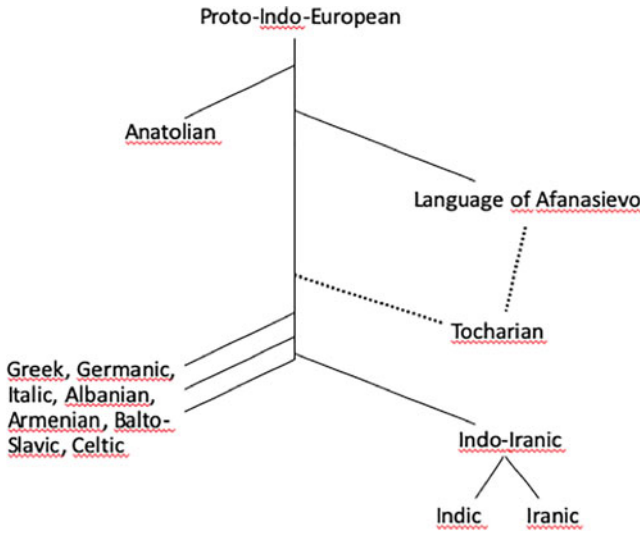 Proto-Indo-European
Anatolian
Language of Afanasievo
Tocharian
Greek, Germanic,
Italic, Albanian,
Armenian, Balto-
Slavic, Celtic
Indo-Iranic
Indic
Iranic